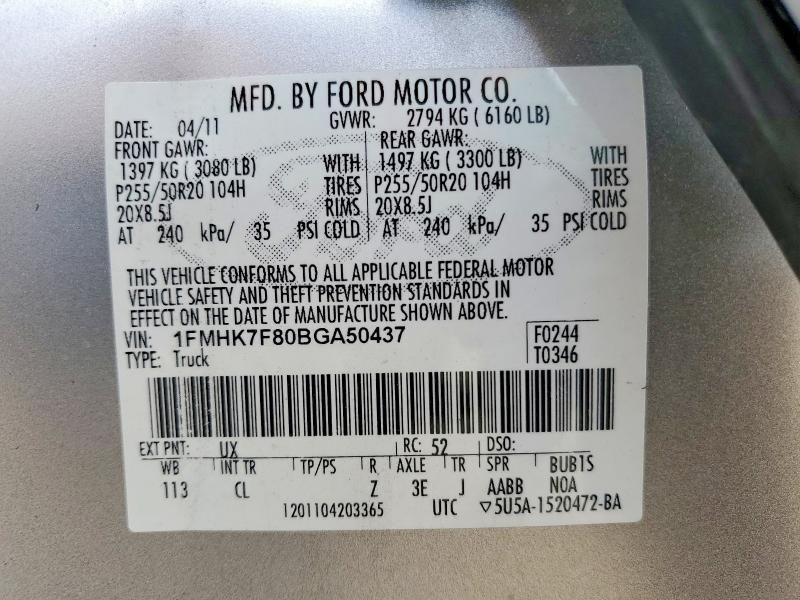 MFD. BY FORD MOTOR CO.
DATE: 04/11 GVWR: 2794 KG ( 6160 LB)
FRONT GAWR: REAR GAWR:
1397 KG ( 3080 LB) WITH 1497 KG ( 3300 LB) WITH
P255/50R20 104H TIRES P255/50R20 104H TIRES
20X8.5J RIMS 20X8.5J RIMS
AT 240 kPa/ 35 PSI COLD AT 240 kPa/ 35 PSI COLD
THIS VEHICLE CONFORMS TO ALL APPLICABLE FEDERAL MOTOR
VEHICLE SAFETY AND THEFT PREVENTION STANDARDS IN
EFFECT ON THE DATE OF MANUFACTURE SHOWN ABOVE.
VIN: 1FMHK7F80BGA50437 F0244
TYPE: Truck T0346
EXT PNT: UX RC: 52 DSO:
WB INT TR TP/PS R AXLE TR SPR BUB1S
113 CL Z 3E J AABB NOA
1201104203365 UTC ▽5U5A-1520472-BA